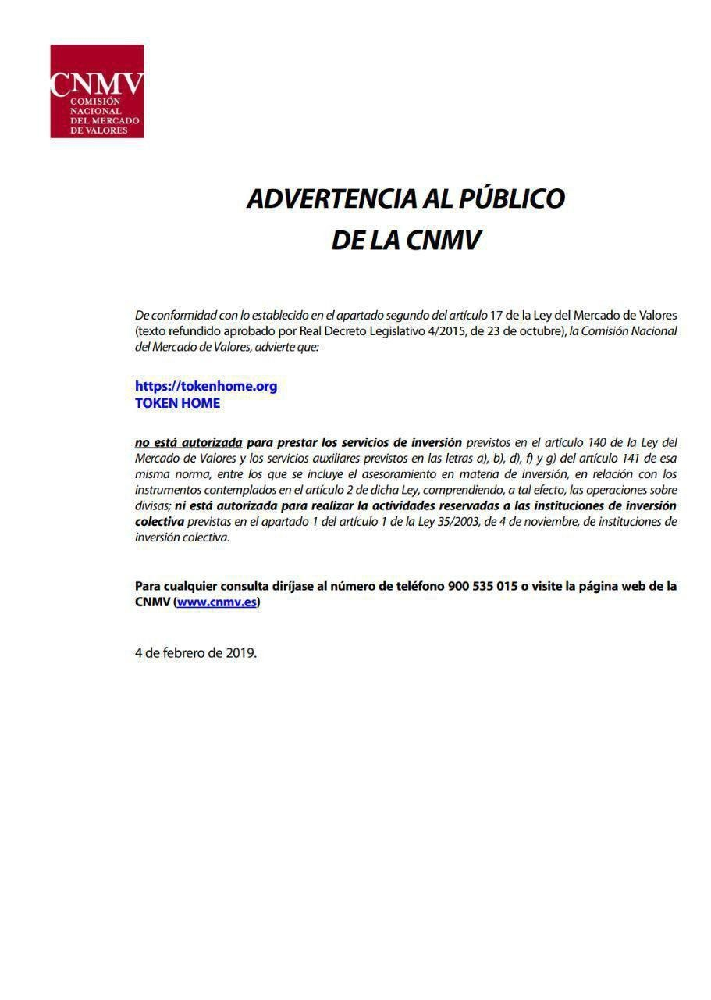 CNMV
COMISIÓN
NACIONAL
DEL MERCADO
DE VALORES
ADVERTENCIA AL PÚBLICO
DE LA CNMV
De conformidad con lo establecido en el apartado segundo del artículo 17 de la Ley del Mercado de Valores
(texto refundido aprobado por Real Decreto Legislativo 4/2015, de 23 de octubre), la Comisión Nacional
del Mercado de Valores, advierte que:
https://tokenhome.org
TOKEN HOME
no está autorizada para prestar los servicios de inversión previstos en el artículo 140 de la Ley del
Mercado de Valores y los servicios auxiliares previstos en las letras a), b), d), f) y g) del artículo 141 de esa
misma norma, entre los que se incluye el asesoramiento en materia de inversión, en relación con los
instrumentos contemplados en el artículo 2 de dicha Ley, comprendiendo, a tal efecto, las operaciones sobre
divisas; ni está autorizada para realizar la actividades reservadas a las instituciones de inversión
colectiva previstas en el apartado 1 del artículo 1 de la Ley 35/2003, de 4 de noviembre, de instituciones de
inversión colectiva.
Para cualquier consulta diríjase al número de teléfono 900 535 015 o visite la página web de la
CNMV (www.cnmv.es)
4 de febrero de 2019.